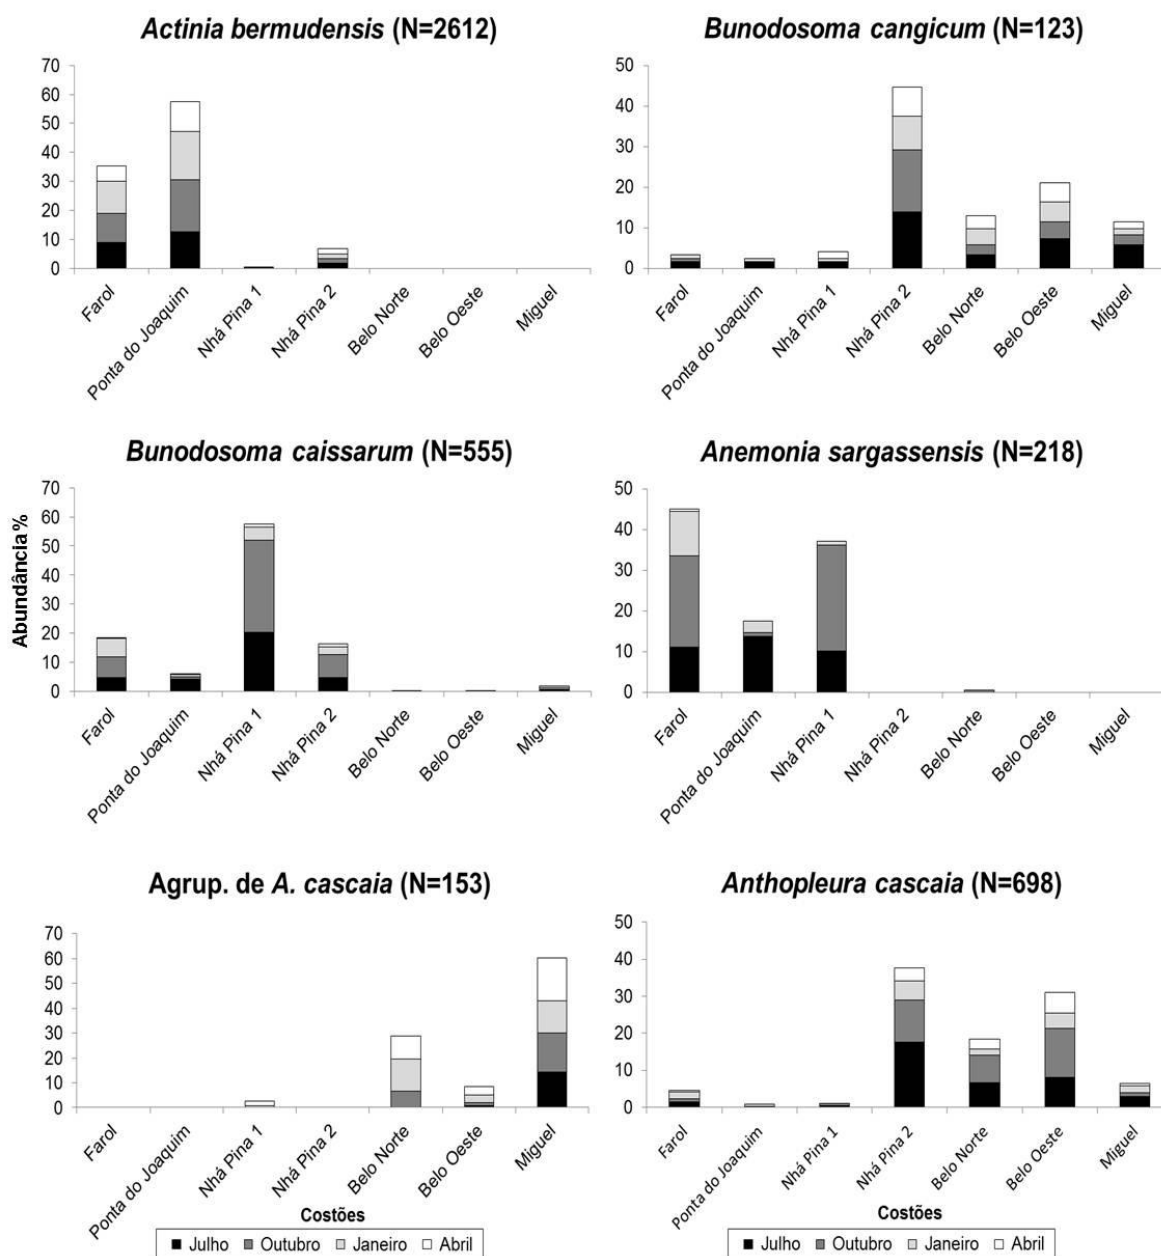 Actinia bermudensis (N=2612)
70
60
50
40
30
20
10
0
Farol
Ponta do Joaquim
Nhá Pina 1
Nhá Pina 2
Belo Norte
Belo Oeste
Miguel
Bunodosoma cangicum (N=123)
50
40
30
20
10
0
Farol
Ponta do Joaquim
Nhá Pina 1
Nhá Pina 2
Belo Norte
Belo Oeste
Miguel
Bunodosoma caissarum (N=555)
Abundância %
70
60
50
40
30
20
10
0
Farol
Ponta do Joaquim
Nhá Pina 1
Nhá Pina 2
Belo Norte
Belo Oeste
Miguel
Anemonia sargassensis (N=218)
50
40
30
20
10
0
Farol
Ponta do Joaquim
Nhá Pina 1
Nhá Pina 2
Belo Norte
Belo Oeste
Miguel
Agrup. de A. cascaia (N=153)
70
60
50
40
30
20
10
0
Farol
Ponta do Joaquim
Nhá Pina 1
Nhá Pina 2
Belo Norte
Belo Oeste
Miguel
Costões
Julho Outubro Janeiro Abril
Anthopleura cascaia (N=698)
50
40
30
20
10
0
Farol
Ponta do Joaquim
Nhá Pina 1
Nhá Pina 2
Belo Norte
Belo Oeste
Miguel
Costões
Julho Outubro Janeiro Abril